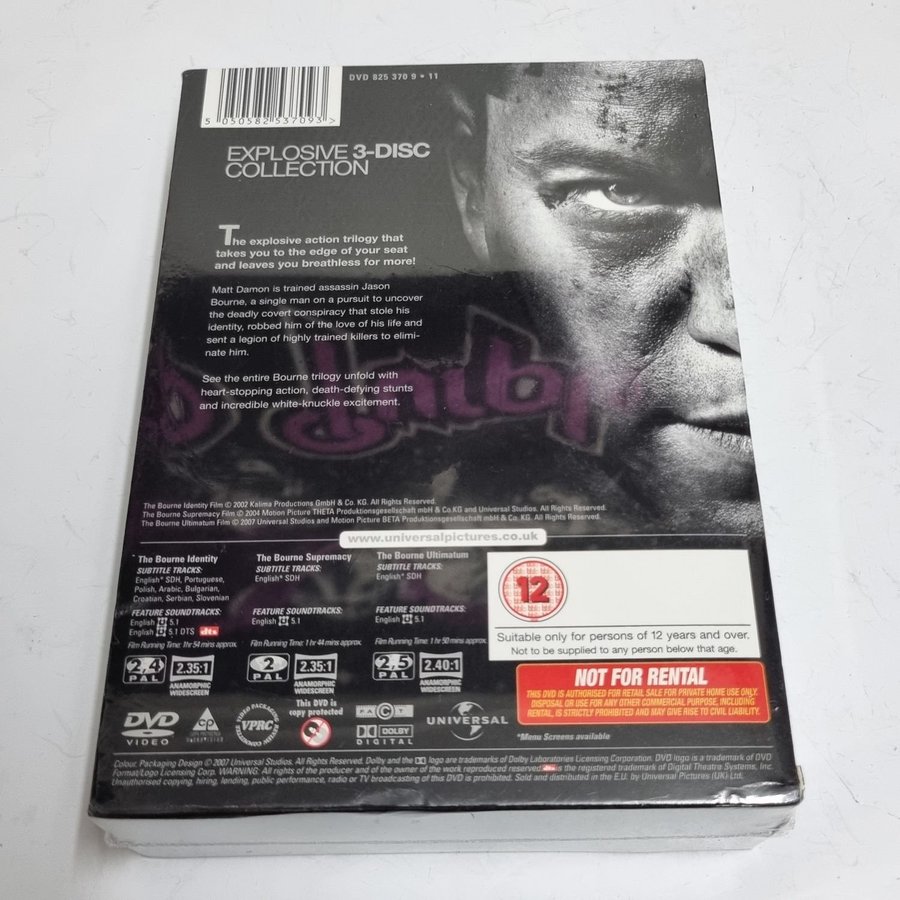 DVD 825 370 9 • 11
5 050582 537093 >
EXPLOSIVE 3-DISC
COLLECTION
The explosive action trilogy that
takes you to the edge of your seat
and leaves you breathless for more!
Matt Damon is trained assassin Jason
Bourne, a single man on a pursuit to uncover
the deadly covert conspiracy that stole his
identity, robbed him of the love of his life and
sent a legion of highly trained killers to elimi-
nate him.
See the entire Bourne trilogy unfold with
heart-stopping action, death-defying stunts
and incredible white-knuckle excitement.
The Bourne Identity Film © 2002 Kalima Productions GmbH & Co. KG. All Rights Reserved.
The Bourne Supremacy Film © 2004 Motion Picture THETA Produktionsgesellschaft mbH & Co.KG and Universal Studios. All Rights Reserved.
The Bourne Ultimatum Film © 2007 Universal Studios and Motion Picture BETA Produktionsgesellschaft mbH & Co. KG. All Rights Reserved.
www.universalpictures.co.uk
The Bourne Identity
SUBTITLE TRACKS:
English* SDH, Portuguese,
Polish, Arabic, Bulgarian,
Croatian, Serbian, Slovenian
FEATURE SOUNDTRACKS:
English 5.1
English 5.1 DTS dts
Film Running Time: 1hr 54 mins approx.
2,4 PAL
2.35:1
ANAMORPHIC
WIDESCREEN
The Bourne Supremacy
SUBTITLE TRACKS:
English* SDH
FEATURE SOUNDTRACKS:
English 5.1
Film Running Time: 1 hr 44 mins approx.
2 PAL
2.35:1
ANAMORPHIC
WIDESCREEN
The Bourne Ultimatum
SUBTITLE TRACKS:
English* SDH
FEATURE SOUNDTRACKS:
English 5.1
Film Running Time: 1 hr 50 mins approx.
2,5 PAL
2.40:1
ANAMORPHIC
WIDESCREEN
12
Suitable only for persons of 12 years and over.
Not to be supplied to any person below that age.
NOT FOR RENTAL
THIS DVD IS AUTHORISED FOR RETAIL SALE FOR PRIVATE HOME USE ONLY.
DISPOSAL OR USE FOR ANY OTHER COMMERCIAL PURPOSE, INCLUDING
RENTAL, IS STRICTLY PROHIBITED AND MAY GIVE RISE TO CIVIL LIABILITY.
DVD
VIDEO
VIDEO PACKAGING REVIEW COMMITTEE
VPRC
This DVD is
copy protected
FACT
DOLBY
DIGITAL
UNIVERSAL
*Menu Screens available
Colour. Packaging Design © 2007 Universal Studios. All Rights Reserved. Dolby and the logo are trademarks of Dolby Laboratories Licensing Corporation. DVD logo is a trademark of DVD
Format/Logo Licensing Corp. WARNING: All rights of the producer and of the owner of the work reproduced reserved. dts is the registered trademark of Digital Theatre Systems, Inc.
Unauthorised copying, hiring, lending, public performance, radio or TV broadcasting of this DVD is prohibited. Sold and distributed in the E.U. by Universal Pictures (UK) Ltd.